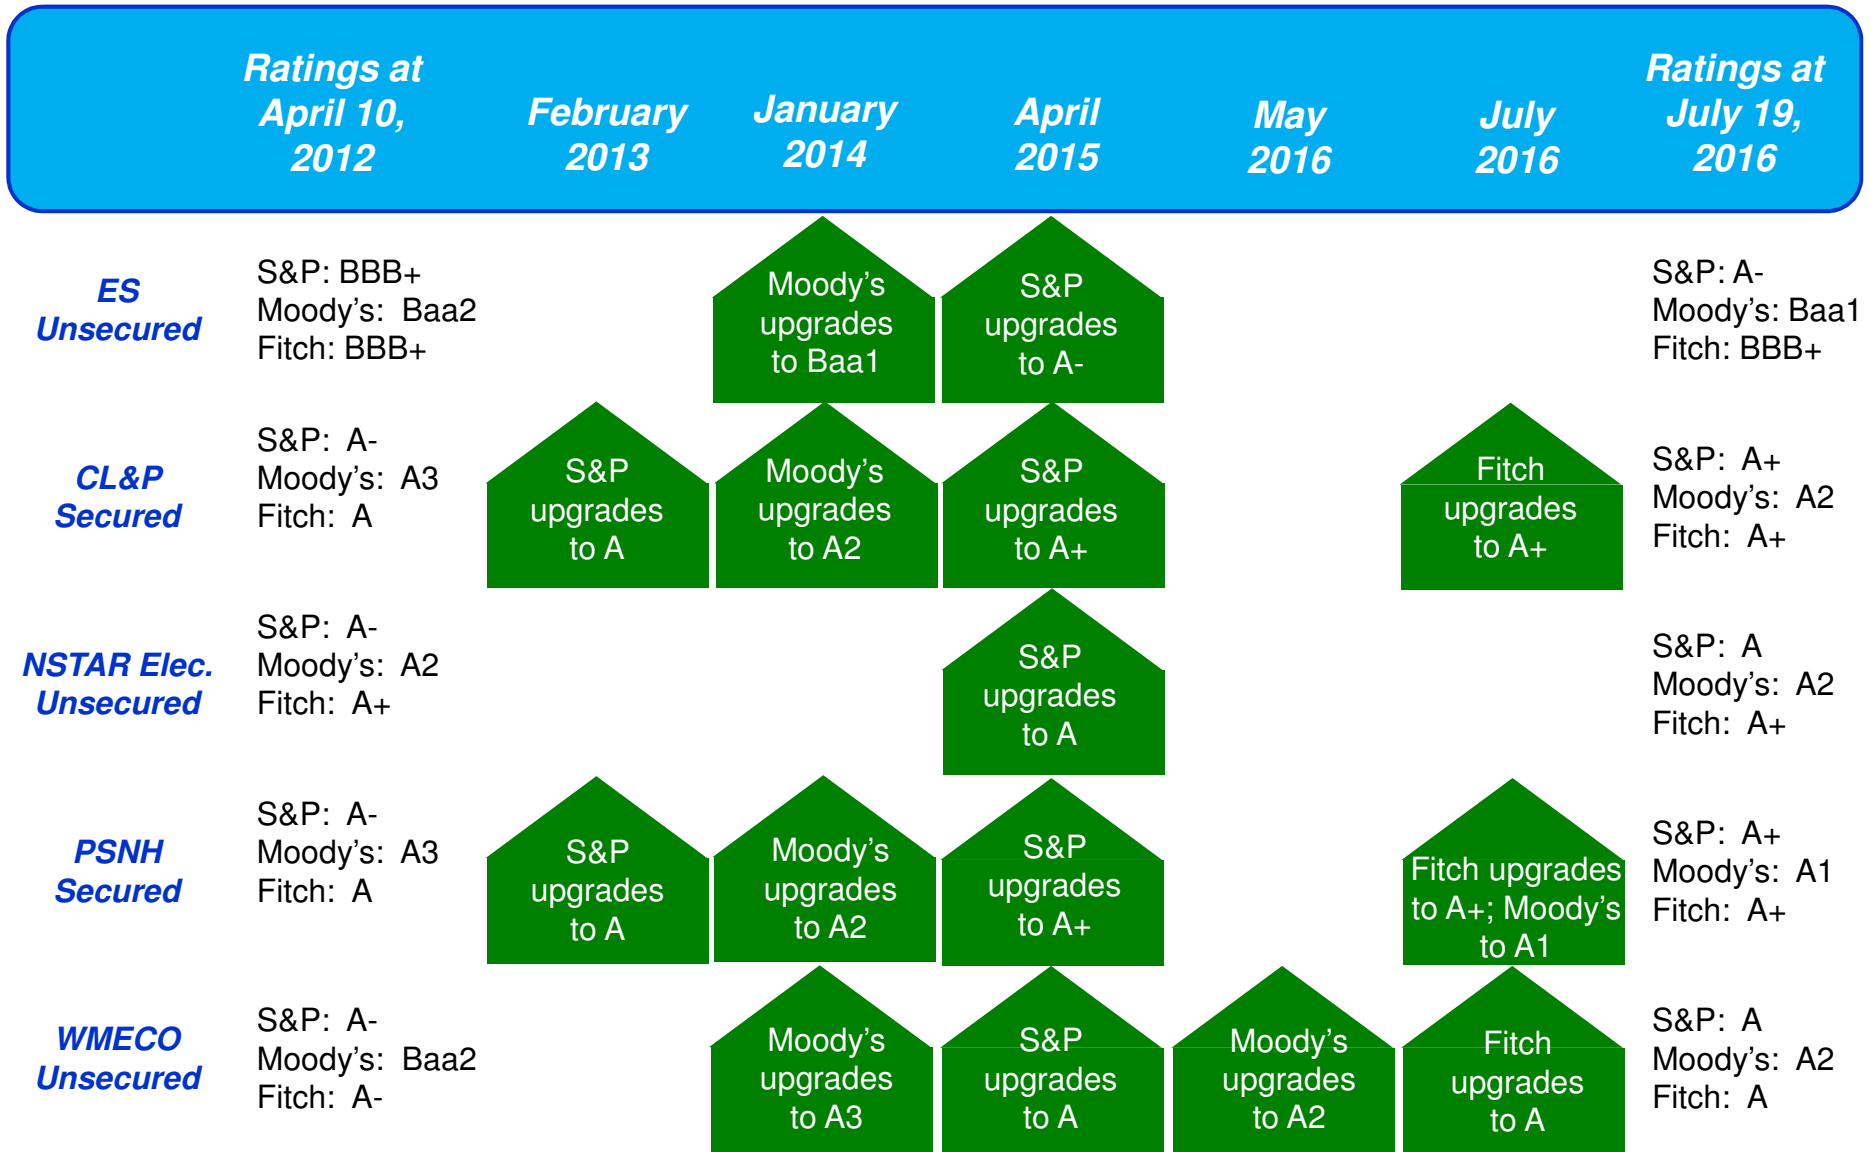 Ratings at
April 10,
2012
February
2013
January
2014
April
2015
May
2016
July
2016
Ratings at
July 19,
2016
ES
Unsecured
S&P: BBB+
Moody's:  Baa2
Fitch: BBB+
Moody's
upgrades
to Baa1
S&P
upgrades
to A-
S&P: A-
Moody's: Baa1
Fitch: BBB+
CL&P
Secured
S&P:  A-
Moody's:  A3
Fitch:  A
S&P
upgrades
to A
Moody's
upgrades
to A2
S&P
upgrades
to A+
Fitch
upgrades
to A+
S&P:  A+
Moody's:  A2
Fitch:  A+
NSTAR Elec.
Unsecured
S&P:  A-
Moody's:  A2
Fitch:  A+
S&P
upgrades
to A
S&P:  A
Moody's:  A2
Fitch:  A+
PSNH
Secured
S&P:  A-
Moody's:  A3
Fitch:  A
S&P
upgrades
to A
Moody's
upgrades
to A2
S&P
upgrades
to A+
Fitch upgrades
to A+; Moody's
to A1
S&P:  A+
Moody's:  A1
Fitch:  A+
WMECO
Unsecured
S&P:  A-
Moody's:  Baa2
Fitch:  A-
Moody's
upgrades
to A3
S&P
upgrades
to A
Moody's
upgrades
to A2
Fitch
upgrades
to A
S&P:  A
Moody's:  A2
Fitch:  A